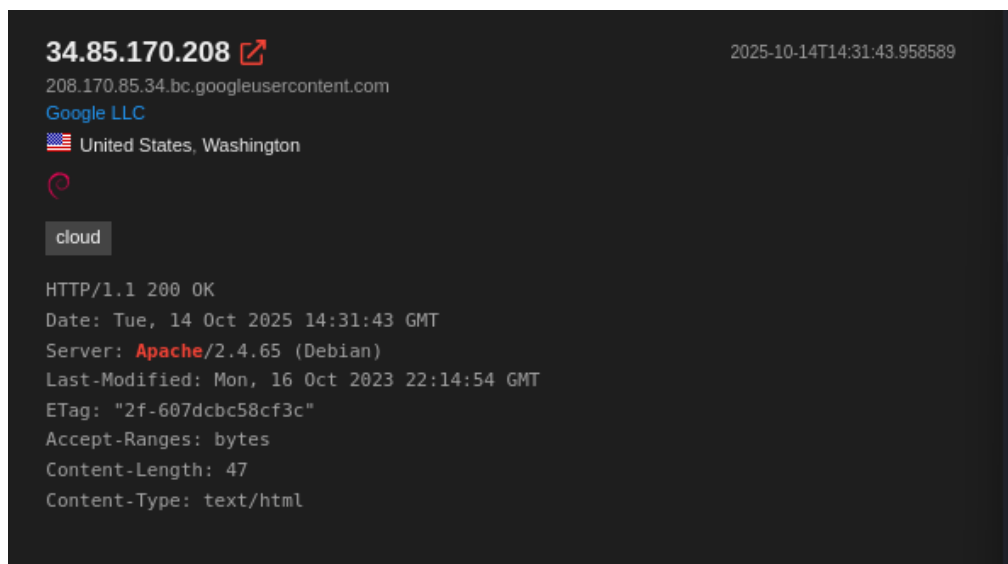 34.85.170.208
2025-10-14T14:31:43.958589
208.170.85.34.bc.googleusercontent.com
Google LLC
United States, Washington
cloud
HTTP/1.1 200 OK
Date: Tue, 14 Oct 2025 14:31:43 GMT
Server: Apache/2.4.65 (Debian)
Last-Modified: Mon, 16 Oct 2023 22:14:54 GMT
ETag: "2f-607dcbc58cf3c"
Accept-Ranges: bytes
Content-Length: 47
Content-Type: text/html